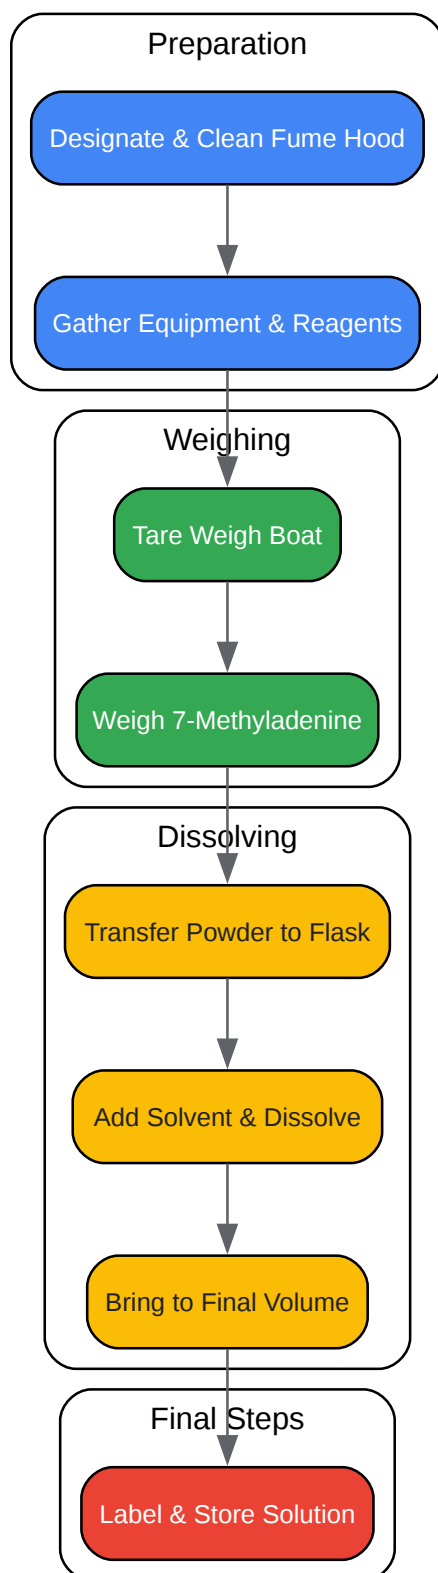 Preparation
Designate & Clean Fume Hood
Gather Equipment & Reagents
Weighing
Tare Weigh Boat
Weigh 7-Methyladenine
Dissolving
Transfer Powder to Flask
Add Solvent & Dissolve
Bring to Final Volume
Final Steps
Label & Store Solution